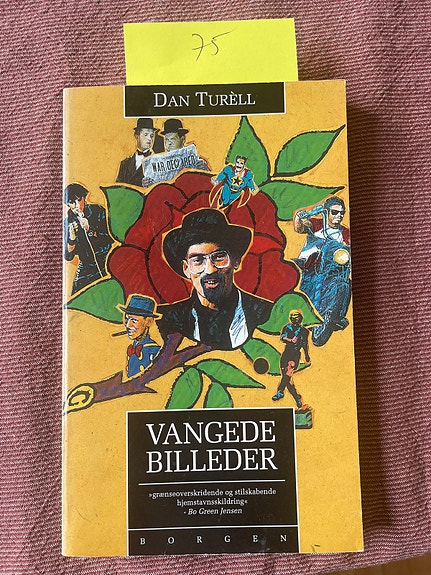 75
DAN TURÈLL
WAR DECLARED
VANGEDE
BILLEDER
»grænseoverskridende og stilskabende
hjemstavnsskildring«
- Bo Green Jensen
BORGEN